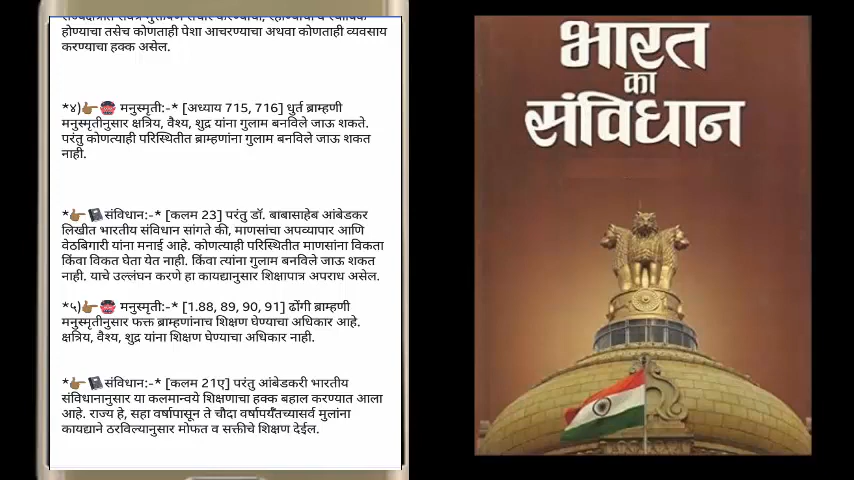 होण्याचा तसेच कोणताही पेशा आचरण्याचा अथवा कोणताही व्यवसाय
करण्याचा हक्क असेल.
*४)👉🏾👹 मनुस्मृती:-* [अध्याय 715, 716] धुर्त ब्राम्हणी
मनुस्मृतीनुसार क्षत्रिय, वैश्य, शुद्र यांना गुलाम बनविले जाऊ शकते.
परंतु कोणत्याही परिस्थितीत ब्राम्हणांना गुलाम बनविले जाऊ शकत
नाही.
*👉🏾📓संविधान:-* [कलम 23] परंतु डॉ. बाबासाहेब आंबेडकर
लिखीत भारतीय संविधान सांगते की, माणसांचा अपव्यापार आणि
वेठबिगारी यांना मनाई आहे. कोणत्याही परिस्थितीत माणसांना विकता
किंवा विकत घेता येत नाही. किंवा त्यांना गुलाम बनविले जाऊ शकत
नाही. याचे उल्लंघन करणे हा कायद्यानुसार शिक्षापात्र अपराध असेल.
*५)👉🏾👹 मनुस्मृती:-* [1.88, 89, 90, 91] ढोंगी ब्राम्हणी
मनुस्मृतीनुसार फक्त ब्राम्हणांनाच शिक्षण घेण्याचा अधिकार आहे.
क्षत्रिय, वैश्य, शुद्र यांना शिक्षण घेण्याचा अधिकार नाही.
*👉🏾📓संविधान:-* [कलम 21ए] परंतु आंबेडकरी भारतीय
संविधानानुसार या कलमान्वये शिक्षणाचा हक्क बहाल करण्यात आला
आहे. राज्य हे, सहा वर्षापासून ते चौदा वर्षापर्यंतच्यासर्व मुलांना
कायद्याने ठरविल्यानुसार मोफत व सक्तीचे शिक्षण देईल.
भारत
का
संविधान